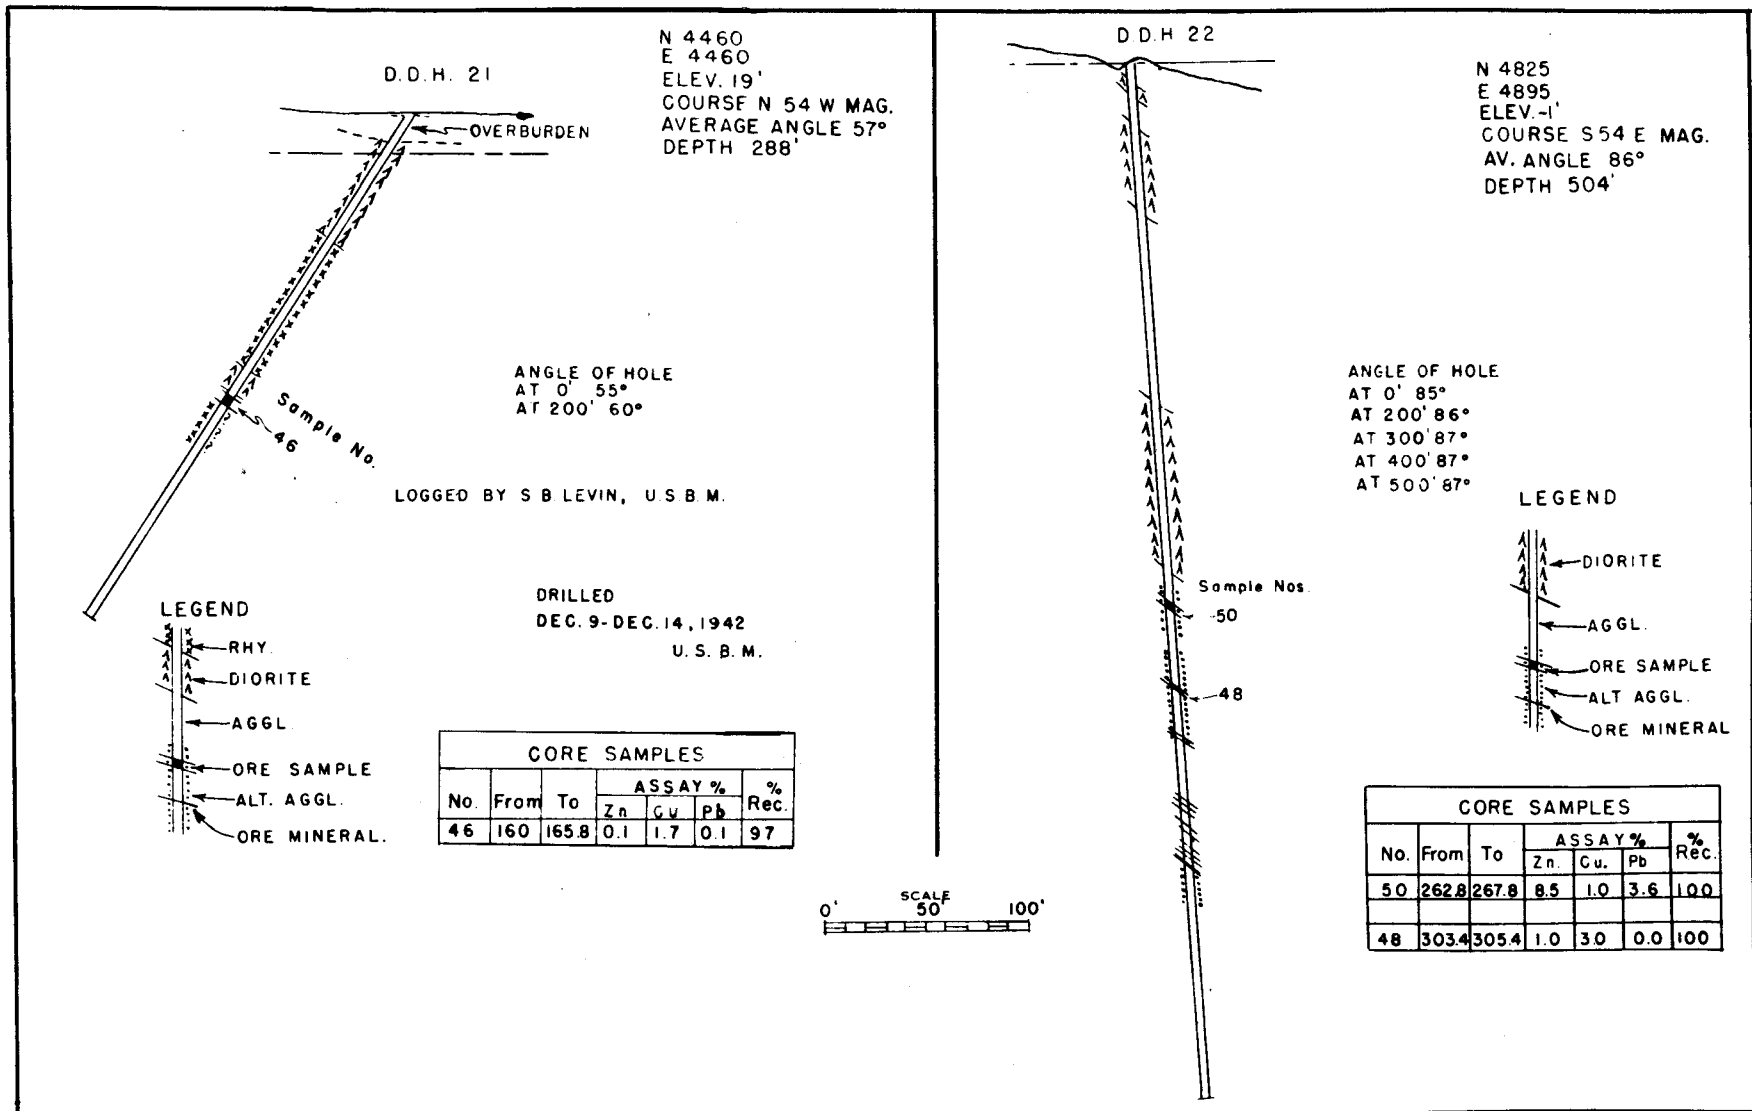 D.D.H. 21
N 4460
E 4460
ELEV. 19'
COURSE N 54 W MAG.
AVERAGE ANGLE 57°
DEPTH 288'
OVERBURDEN
ANGLE OF HOLE
AT 0' 55°
AT 200' 60°
Sample No.
46
LOGGED BY S B LEVIN, U.S.B.M.
DRILLED
DEC. 9-DEC. 14, 1942
U.S.B.M.
LEGEND
RHY.
DIORITE
AGGL
ORE SAMPLE
ALT. AGGL.
ORE MINERAL.
CORE SAMPLES
No. From To ASSAY % % Rec.
Zn Cu Pb
46 160 165.8 0.1 1.7 0.1 97
SCALE
0' 50' 100'
D D.H 22
N 4825
E 4895
ELEV.-1'
COURSE S 54 E MAG.
AV. ANGLE 86°
DEPTH 504'
ANGLE OF HOLE
AT 0' 85°
AT 200' 86°
AT 300' 87°
AT 400' 87°
AT 500' 87°
Sample Nos.
50
48
LEGEND
DIORITE
AGGL.
ORE SAMPLE
ALT AGGL.
ORE MINERAL
CORE SAMPLES
No. From To ASSAY % % Rec.
Zn. Cu. Pb
50 262.8 267.8 8.5 1.0 3.6 100
48 303.4 305.4 1.0 3.0 0.0 100